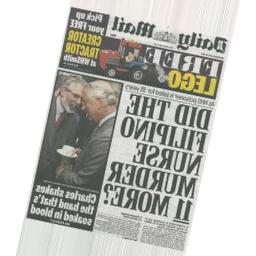 Daily Mail
Pick up
your FREE
CREATOR
TRACTOR
at WHSmith
FREE
LEGO
As NHS poisoner is jailed for 35 years
DID THE
FILIPINO
NURSE
MURDER
11 MORE?
Charles shakes
the hand that's
soaked in blood